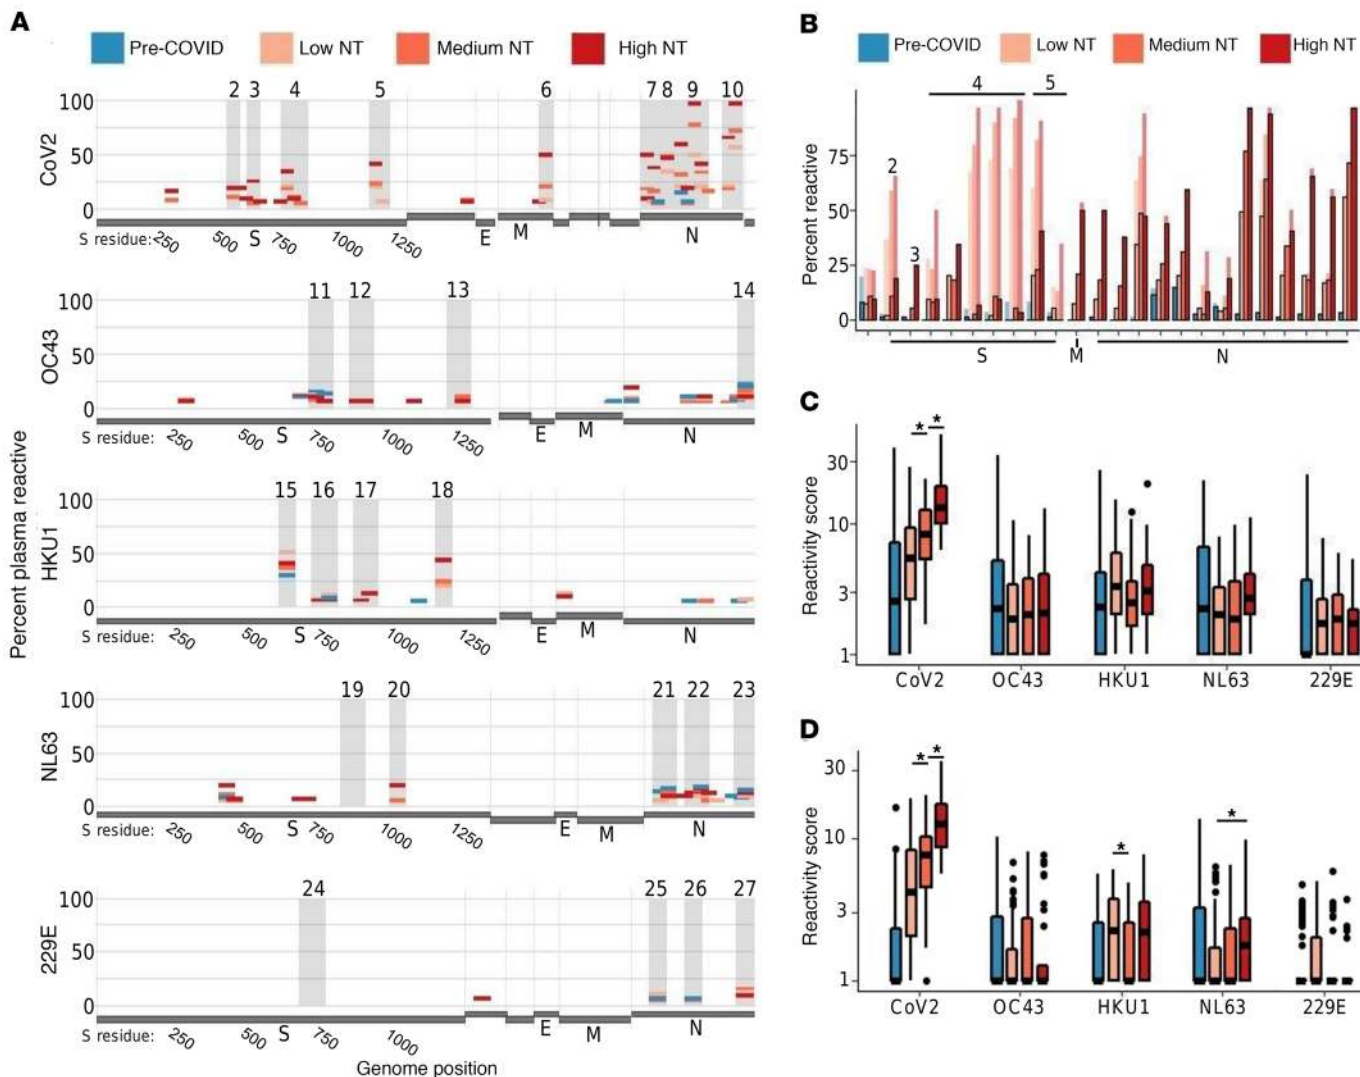 A
Pre-COVID Low NT Medium NT High NT
2 3 4 5 6 7 8 9 10
100
50
0
CoV2
S residue: 250 500 S 750 1000 1250 E M N
11 12 13 14
100
50
0
OC43
S residue: 250 500 S 750 1000 1250 E M N
15 16 17 18
100
50
0
HKU1
S residue: 250 500 S 750 1000 1250 E M N
19 20 21 22 23
100
50
0
NL63
S residue: 250 500 S 750 1000 1250 E M N
24 25 26 27
100
50
0
229E
S residue: 250 500 S 750 1000 E M N
Percent plasma reactive
Genome position
B
Pre-COVID Low NT Medium NT High NT
4 5
2
3
75
50
25
0
Percent reactive
S M N
C
30
10
3
1
Reactivity score
* *
CoV2 OC43 HKU1 NL63 229E
D
30
10
3
1
Reactivity score
* * * *
CoV2 OC43 HKU1 NL63 229E